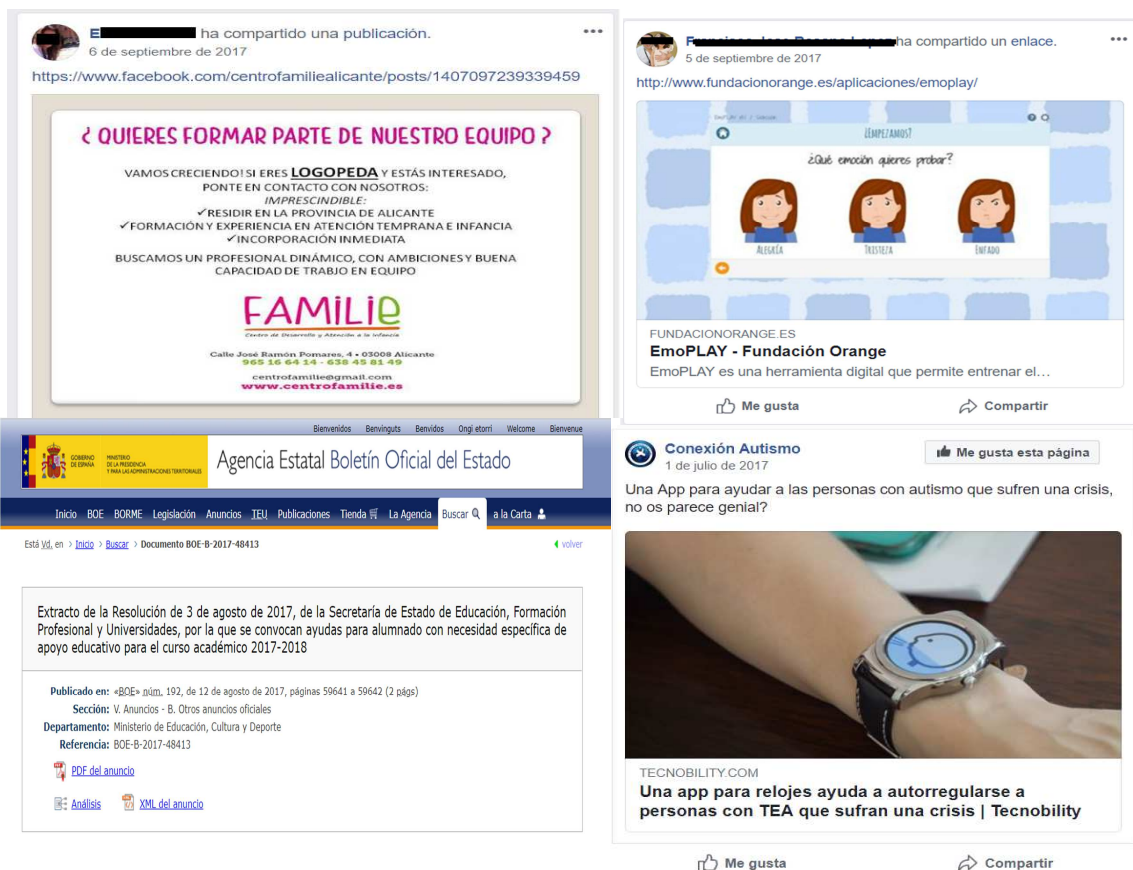 E ha compartido una publicación.
6 de septiembre de 2017
https://www.facebook.com/centrofamiliealicante/posts/1407097239339459
¿ QUIERES FORMAR PARTE DE NUESTRO EQUIPO ?
VAMOS CRECIENDO! SI ERES LOGOPEDA Y ESTÁS INTERESADO,
PONTE EN CONTACTO CON NOSOTROS:
IMPRESCINDIBLE:
✓RESIDIR EN LA PROVINCIA DE ALICANTE
✓FORMACIÓN Y EXPERIENCIA EN ATENCIÓN TEMPRANA E INFANCIA
✓INCORPORACIÓN INMEDIATA
BUSCAMOS UN PROFESIONAL DINÁMICO, CON AMBICIONES Y BUENA
CAPACIDAD DE TRABJO EN EQUIPO
FAMILIE
Centro de Desarrollo y Atención a la Infancia
Calle José Ramón Pomares, 4 • 03008 Alicante
965 16 64 14 - 638 45 81 49
centrofamilie@gmail.com
www.centrofamilie.es
ha compartido un enlace.
5 de septiembre de 2017
http://www.fundacionorange.es/aplicaciones/emoplay/
¿EMPEZAMOS?
¿Qué emoción quieres probar?
ALEGRÍA TRISTEZA ENFADO
FUNDACIONORANGE.ES
EmoPLAY - Fundación Orange
EmoPLAY es una herramienta digital que permite entrenar el...
Me gusta Compartir
Bienvenidos Benvinguts Benvidos Ongi etorri Welcome Bienvenue
GOBIERNO DE ESPAÑA
MINISTERIO DE LA PRESIDENCIA Y PARA LAS ADMINISTRACIONES TERRITORIALES
Agencia Estatal Boletín Oficial del Estado
Inicio BOE BORME Legislación Anuncios TEU Publicaciones Tienda La Agencia Buscar a la Carta
Está Vd. en > Inicio > Buscar > Documento BOE-B-2017-48413 volver
Extracto de la Resolución de 3 de agosto de 2017, de la Secretaría de Estado de Educación, Formación
Profesional y Universidades, por la que se convocan ayudas para alumnado con necesidad específica de
apoyo educativo para el curso académico 2017-2018
Publicado en: «BOE» núm. 192, de 12 de agosto de 2017, páginas 59641 a 59642 (2 págs)
Sección: V. Anuncios - B. Otros anuncios oficiales
Departamento: Ministerio de Educación, Cultura y Deporte
Referencia: BOE-B-2017-48413
PDF del anuncio
Análisis XML del anuncio
Conexión Autismo
1 de julio de 2017
Me gusta esta página
Una App para ayudar a las personas con autismo que sufren una crisis,
no os parece genial?
TECNOBILITY.COM
Una app para relojes ayuda a autorregularse a
personas con TEA que sufran una crisis | Tecnobility
Me gusta Compartir